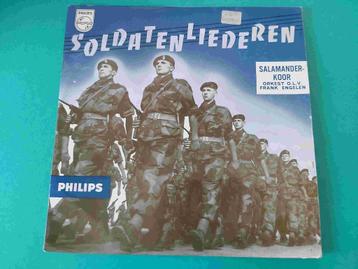 PHILIPS
SOLDATENLIEDEREN
SALAMANDER-
KOOR
ORKEST O.L.V.
FRANK ENGELEN
PHILIPS